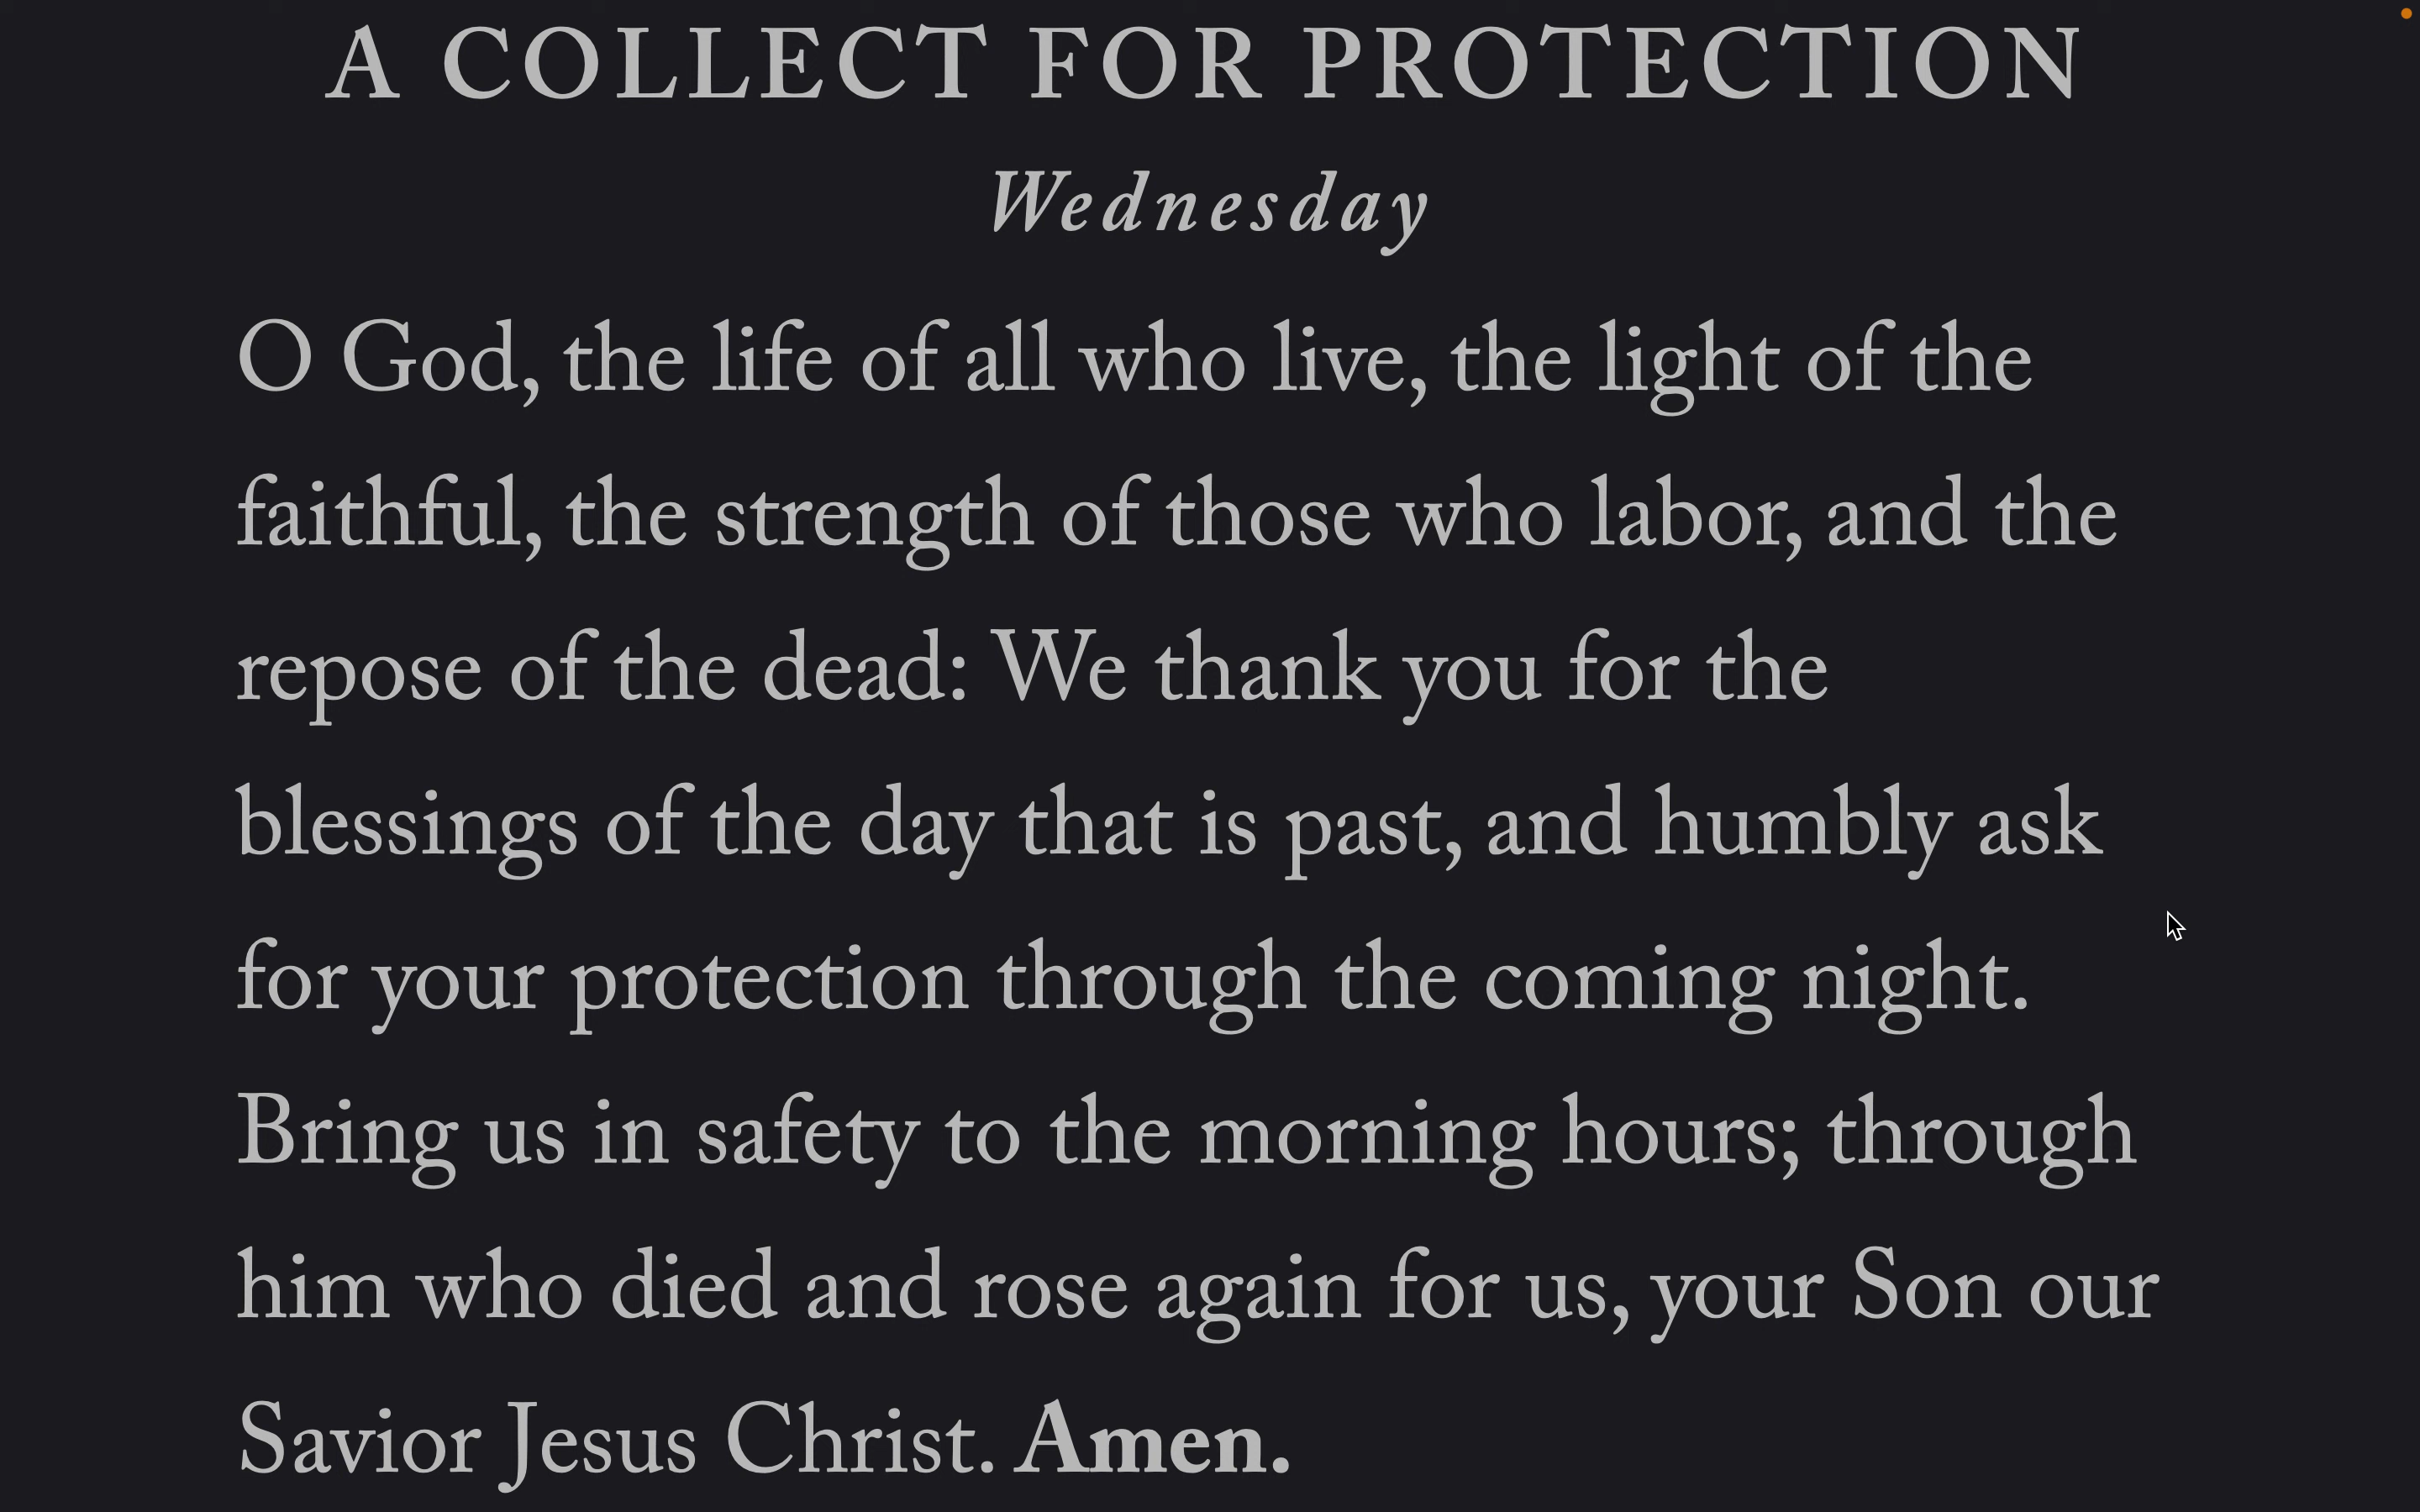 A COLLECT FOR PROTECTION
Wednesday
O God, the life of all who live, the light of the
faithful, the strength of those who labor, and the
repose of the dead: We thank you for the
blessings of the day that is past, and humbly ask
for your protection through the coming night.
Bring us in safety to the morning hours; through
him who died and rose again for us, your Son our
Savior Jesus Christ. Amen.